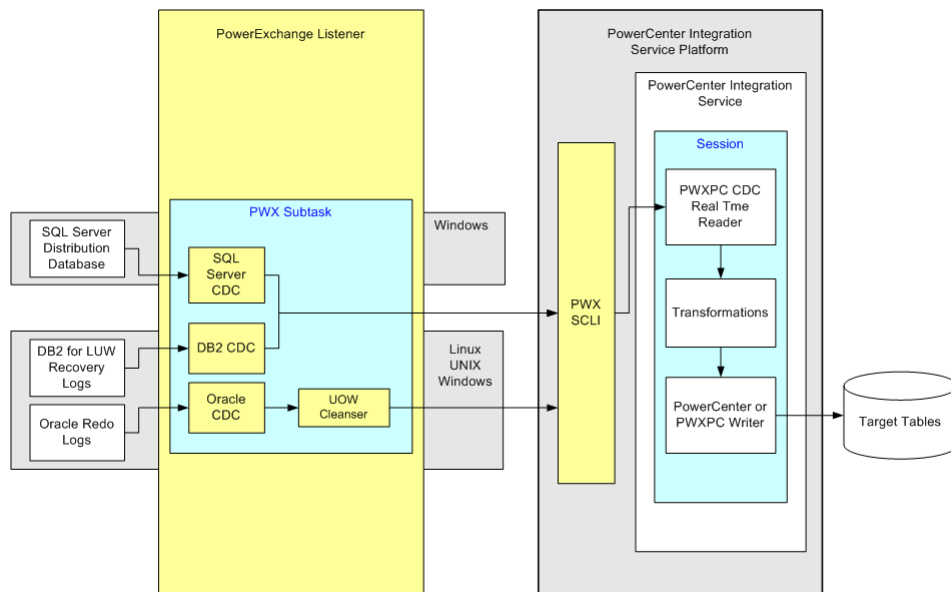 PowerExchange Listener
PowerCenter Integration
Service Platform
PowerCenter Integration
Service
Session
PWXPC CDC
Real Tme
Reader
PWX Subtask
Windows
SQL Server
Distribution
Database
SQL
Server
CDC
PWX
SCLI
Transformations
DB2 for LUW
Recovery
Logs
DB2 CDC
Linux
UNIX
Windows
Oracle Redo
Logs
Oracle
CDC
UOW
Cleanser
PowerCenter or
PWXPC Writer
Target Tables